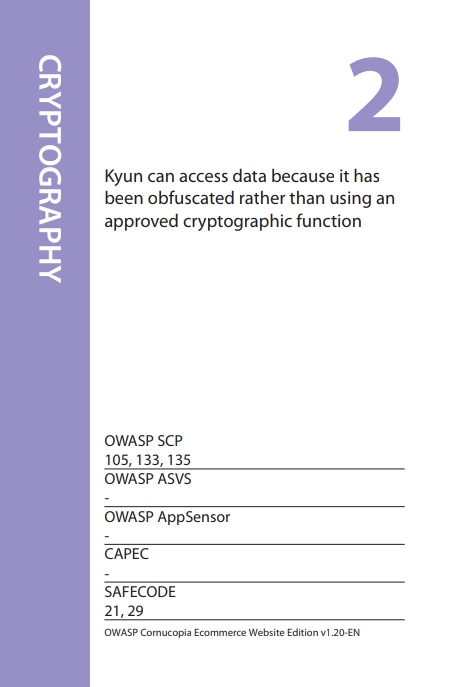 CRYPTOGRAPHY
2
Kyun can access data because it has
been obfuscated rather than using an
approved cryptographic function
OWASP SCP
105, 133, 135
OWASP ASVS
-
OWASP AppSensor
-
CAPEC
-
SAFECODE
21, 29
OWASP Cornucopia Ecommerce Website Edition v1.20-EN